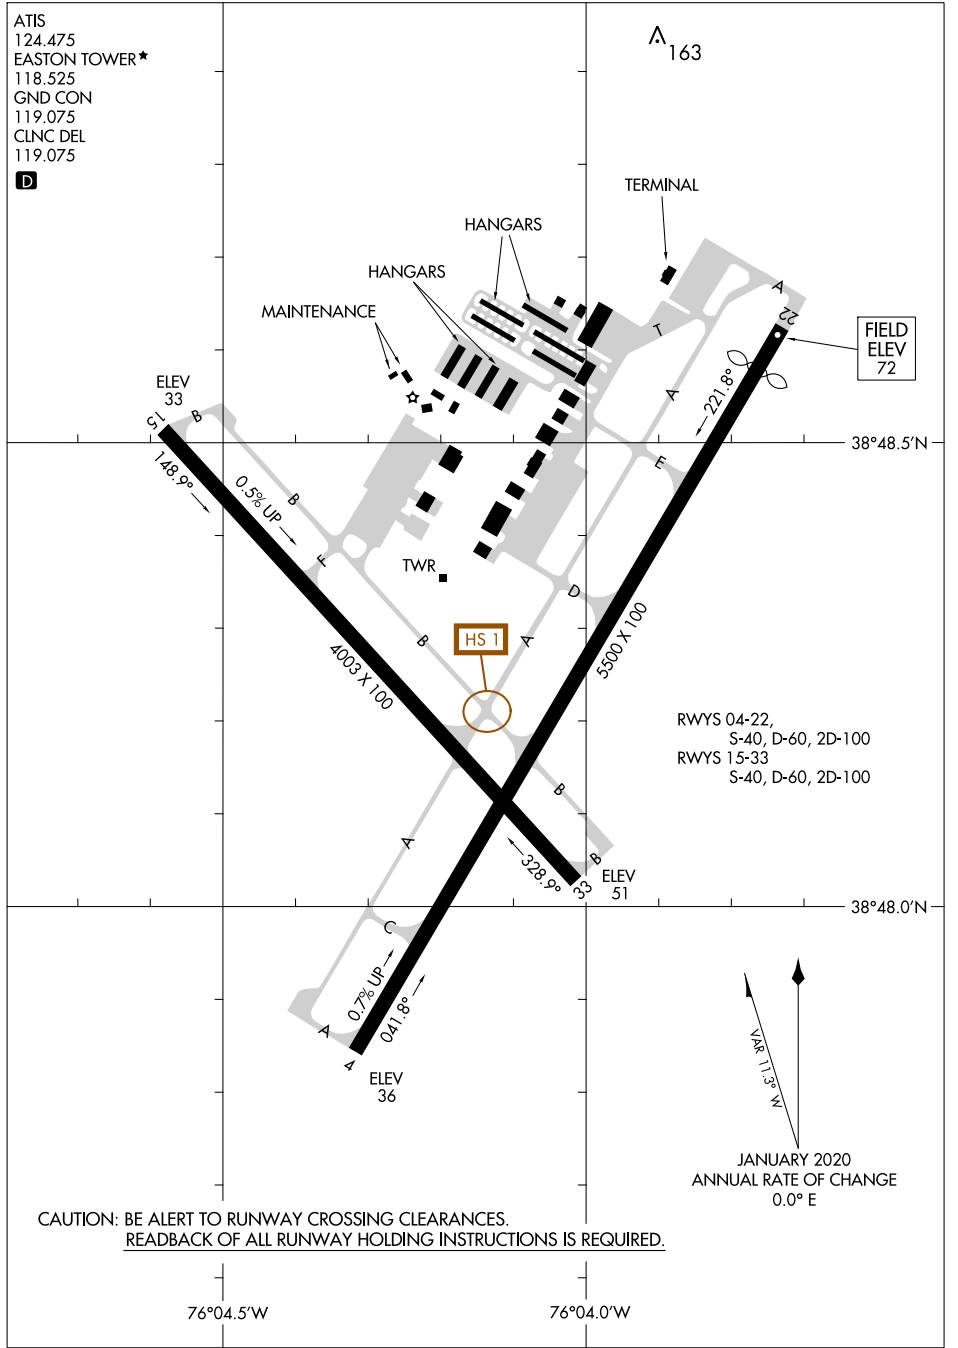 ATIS
124.475
EASTON TOWER★
118.525
GND CON
119.075
CLNC DEL
119.075
D
163
TERMINAL
HANGARS
HANGARS
MAINTENANCE
A
22
FIELD
ELEV
72
T
ELEV
33
15
B
A
221.8°
38°48.5'N
E
148.9°
0.5% UP
B
F
TWR
D
5500 X 100
HS 1
A
B
4003 X 100
RWYS 04-22,
S-40, D-60, 2D-100
RWYS 15-33
S-40, D-60, 2D-100
B
A
328.9°
B
33
ELEV
51
38°48.0'N
C
0.7% UP
041.8°
A
4
ELEV
36
VAR 11.3° W
JANUARY 2020
ANNUAL RATE OF CHANGE
0.0° E
CAUTION: BE ALERT TO RUNWAY CROSSING CLEARANCES.
READBACK OF ALL RUNWAY HOLDING INSTRUCTIONS IS REQUIRED.
76°04.5'W
76°04.0'W